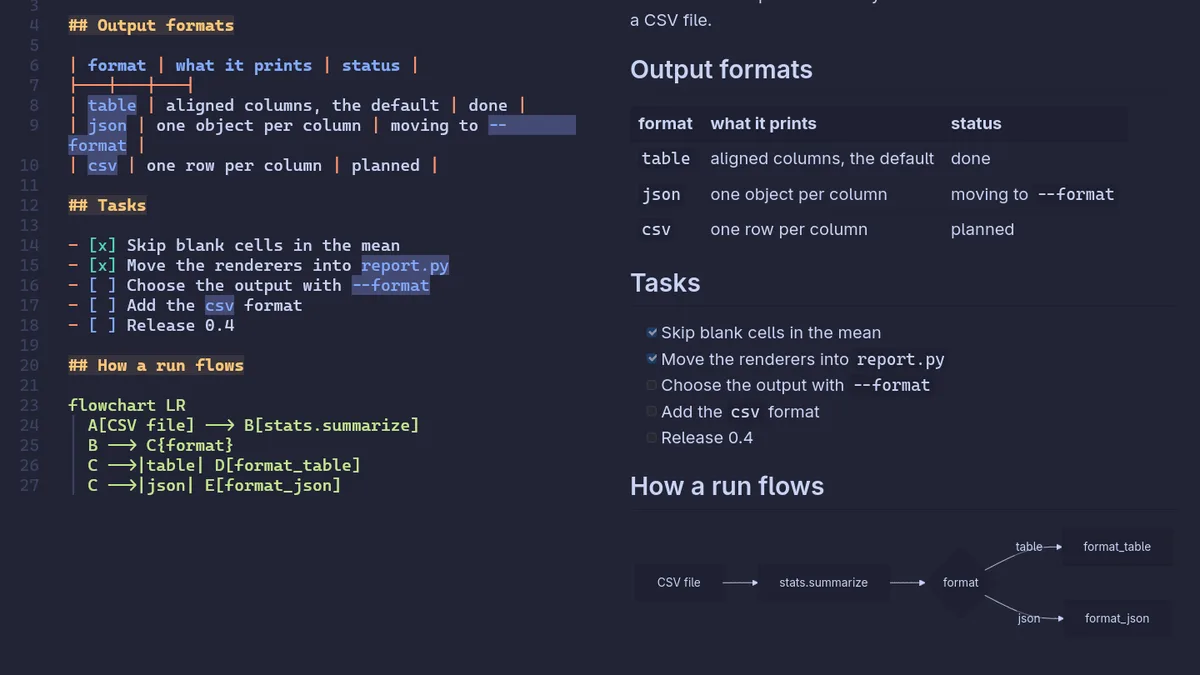 3
4 ## Output formats
5
6 | format | what it prints | status |
7 |---|---|---|
8 | table | aligned columns, the default | done |
9 | json | one object per column | moving to --
format |
10 | csv | one row per column | planned |
11
12 ## Tasks
13
14 - [x] Skip blank cells in the mean
15 - [x] Move the renderers into report.py
16 - [ ] Choose the output with --format
17 - [ ] Add the csv format
18 - [ ] Release 0.4
19
20 ## How a run flows
21
23 flowchart LR
24 A[CSV file] --> B[stats.summarize]
25 B --> C{format}
26 C -->|table| D[format_table]
27 C -->|json| E[format_json]
a CSV file.
Output formats
format what it prints status
table aligned columns, the default done
json one object per column moving to --format
csv one row per column planned
Tasks
Skip blank cells in the mean
Move the renderers into report.py
Choose the output with --format
Add the csv format
Release 0.4
How a run flows
CSV file
stats.summarize
format
table
format_table
json
format_json